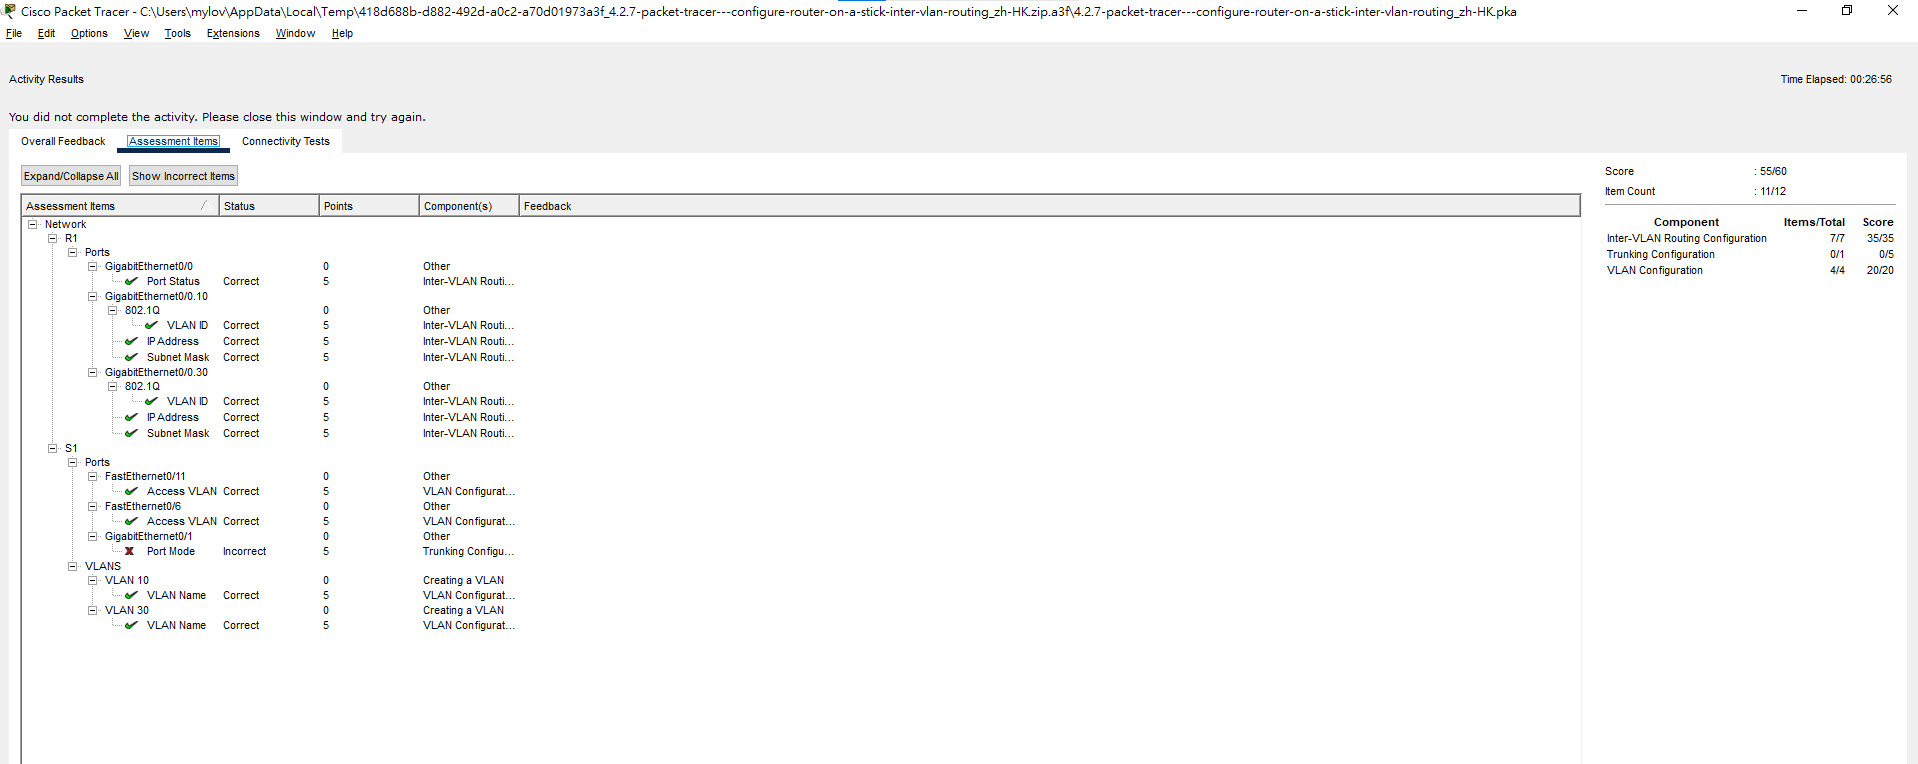 Cisco Packet Tracer - C:\Users\mylov\AppData\Local\Temp\418d688b-d882-492d-a0c2-a70d01973a3f_4.2.7-packet-tracer---configure-router-on-a-stick-inter-vlan-routing_zh-HK.zip.a3f\4.2.7-packet-tracer---configure-router-on-a-stick-inter-vlan-routing_zh-HK.pka
File Edit Options View Tools Extensions Window Help
Activity Results
Time Elapsed: 00:26:56
You did not complete the activity. Please close this window and try again.
Overall Feedback Assessment Items Connectivity Tests
Expand/Collapse All Show Incorrect Items
Assessment Items Status Points Component(s) Feedback
Network
R1
Ports
GigabitEthernet0/0 0 Other
Port Status Correct 5 Inter-VLAN Routi...
GigabitEthernet0/0.10
802.1Q 0 Other
VLAN ID Correct 5 Inter-VLAN Routi...
IP Address Correct 5 Inter-VLAN Routi...
Subnet Mask Correct 5 Inter-VLAN Routi...
GigabitEthernet0/0.30
802.1Q 0 Other
VLAN ID Correct 5 Inter-VLAN Routi...
IP Address Correct 5 Inter-VLAN Routi...
Subnet Mask Correct 5 Inter-VLAN Routi...
S1
Ports
FastEthernet0/11 0 Other
Access VLAN Correct 5 VLAN Configurat...
FastEthernet0/6 0 Other
Access VLAN Correct 5 VLAN Configurat...
GigabitEthernet0/1 0 Other
Port Mode Incorrect 5 Trunking Configu...
VLANS
VLAN 10 0 Creating a VLAN
VLAN Name Correct 5 VLAN Configurat...
VLAN 30 0 Creating a VLAN
VLAN Name Correct 5 VLAN Configurat...
Score : 55/60
Item Count : 11/12
Component Items/Total Score
Inter-VLAN Routing Configuration 7/7 35/35
Trunking Configuration 0/1 0/5
VLAN Configuration 4/4 20/20